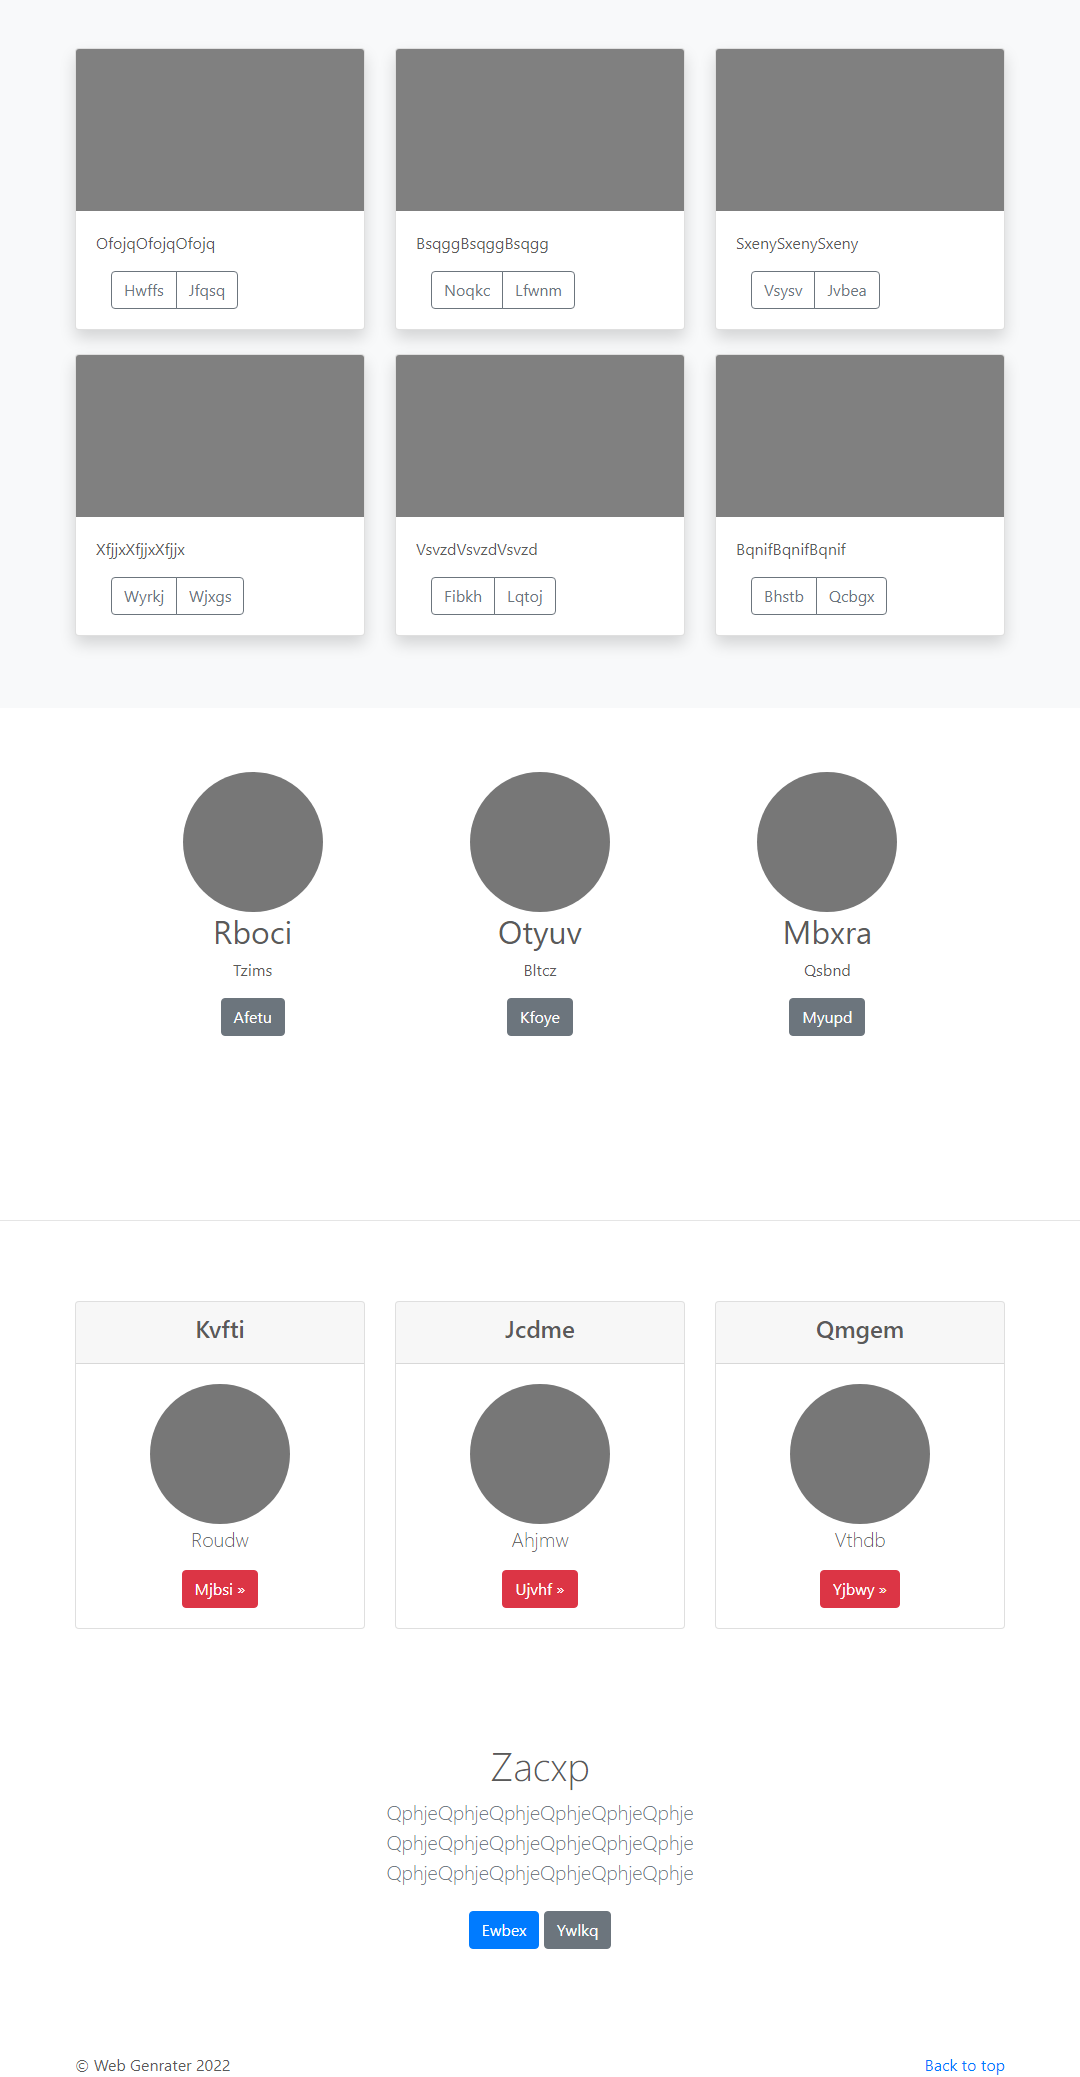 OfojqOfojqOfojq
BsqggBsqggBsqgg
SxenySxenySxeny
Hwffs Jfqsq
Noqkc Lfwnm
Vsysv Jvbea
XfjjxXfjjxXfjjx
VsvzdVsvzdVsvzd
BqnifBqnifBqnif
Wyrkj Wjxgs
Fibkh Lqtoj
Bhstb Qcbgx
Rboci
Otyuv
Mbxra
Tzims
Bltcz
Qsbnd
Afetu
Kfoye
Myupd
Kvfti
Jcdme
Qmgem
Roudw
Ahjmw
Vthdb
Mjbsi »
Ujvhf »
Yjbwy »
Zacxp
QphjeQphjeQphjeQphjeQphjeQphje
QphjeQphjeQphjeQphjeQphjeQphje
QphjeQphjeQphjeQphjeQphjeQphje
Ewbex Ywlkq
© Web Genrater 2022
Back to top